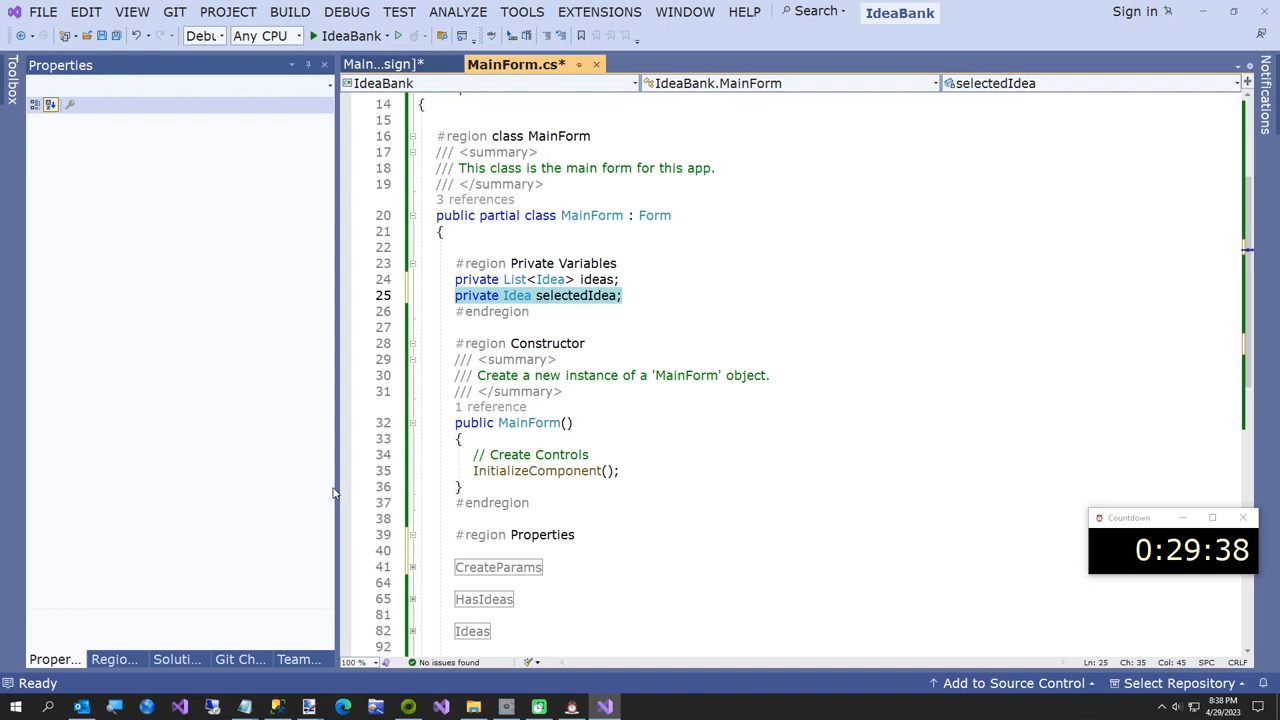 FILE EDIT VIEW GIT PROJECT BUILD DEBUG TEST ANALYZE TOOLS EXTENSIONS WINDOW HELP Search IdeaBank Sign in
Debu Any CPU IdeaBank
Toolbox
Properties
Main...sign]* MainForm.cs*
IdeaBank IdeaBank.MainForm selectedIdea
Notifications
14 {
15
16 #region class MainForm
17 /// <summary>
18 /// This class is the main form for this app.
19 /// </summary>
3 references
20 public partial class MainForm : Form
21 {
22
23 #region Private Variables
24 private List<Idea> ideas;
25 private Idea selectedIdea;
26 #endregion
27
28 #region Constructor
29 /// <summary>
30 /// Create a new instance of a 'MainForm' object.
31 /// </summary>
1 reference
32 public MainForm()
33 {
34 // Create Controls
35 InitializeComponent();
36 }
37 #endregion
38
39 #region Properties
40
41 CreateParams
64
65 HasIdeas
81
82 Ideas
92
Countdown
0:29:38
Proper... Regio... Soluti... Git Ch... Team...
100 % No issues found Ln: 25 Ch: 35 Col: 45 SPC CRLF
Ready Add to Source Control Select Repository
8:38 PM
4/29/2023